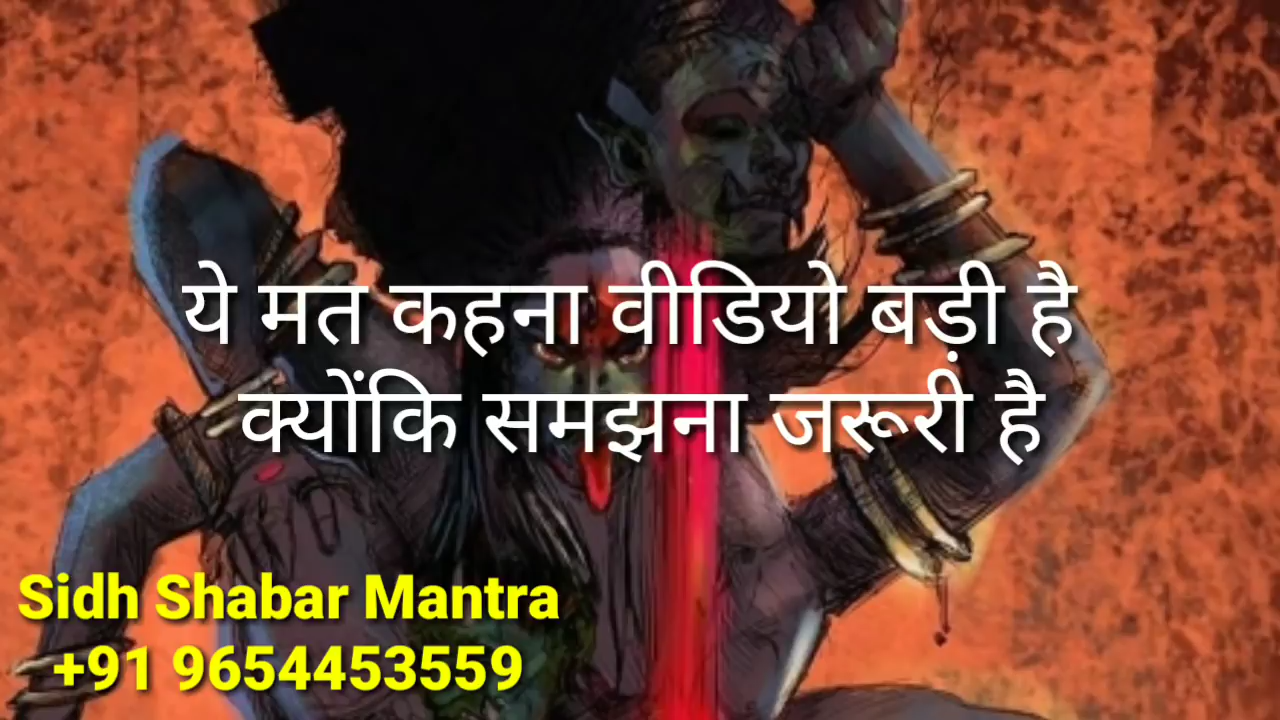 ये मत कहना वीडियो बड़ी है
क्योंकि समझना जरूरी है
Sidh Shabar Mantra
+91 9654453559